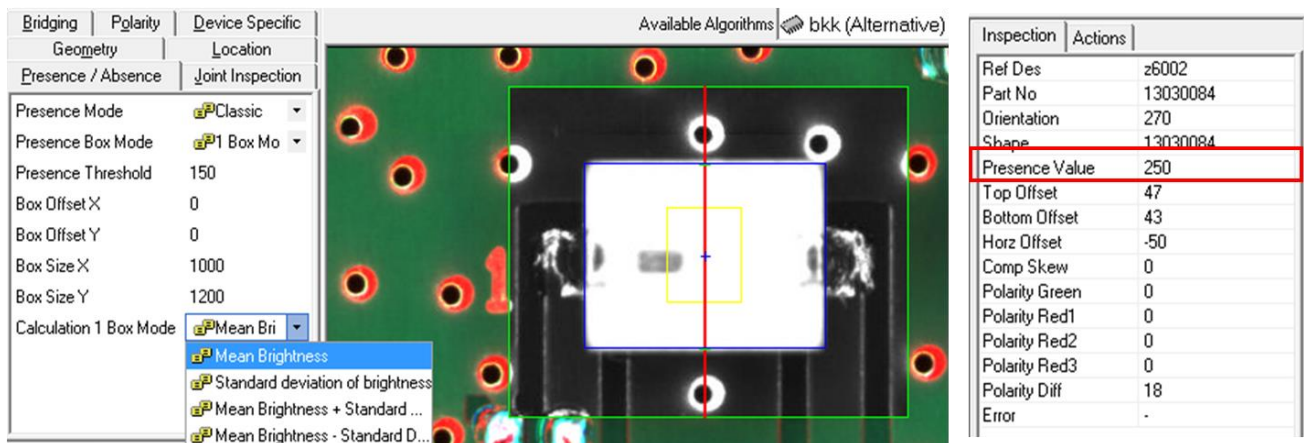 Bridging Polarity Device Specific
Geometry Location
Presence / Absence Joint Inspection
Presence Mode Classic
Presence Box Mode 1 Box Mo
Presence Threshold 150
Box Offset X 0
Box Offset Y 0
Box Size X 1000
Box Size Y 1200
Calculation 1 Box Mode Mean Bri
Mean Brightness
Standard deviation of brightness
Mean Brightness + Standard ...
Mean Brightness - Standard D...
Available Algorithms bkk (Alternative)
1
Inspection Actions
Ref Des z6002
Part No 13030084
Orientation 270
Shape 13030084
Presence Value 250
Top Offset 47
Bottom Offset 43
Horz Offset -50
Comp Skew 0
Polarity Green 0
Polarity Red1 0
Polarity Red2 0
Polarity Red3 0
Polarity Diff 18
Error -